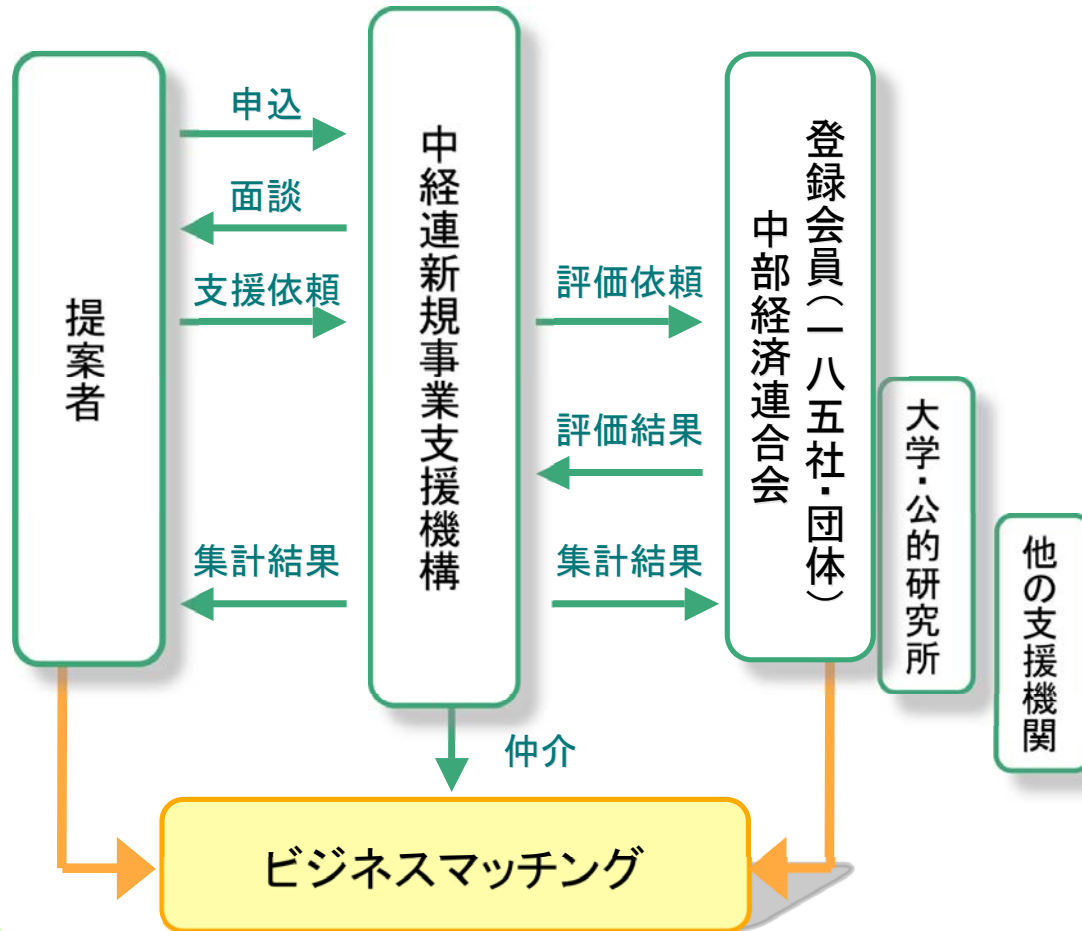 提案者
申込
面談
支援依頼
集計結果
中経連新規事業支援機構
評価依頼
評価結果
集計結果
登録会員（一八五社・団体）
中部経済連合会
大学・公的研究所
他の支援機関
仲介
ビジネスマッチング